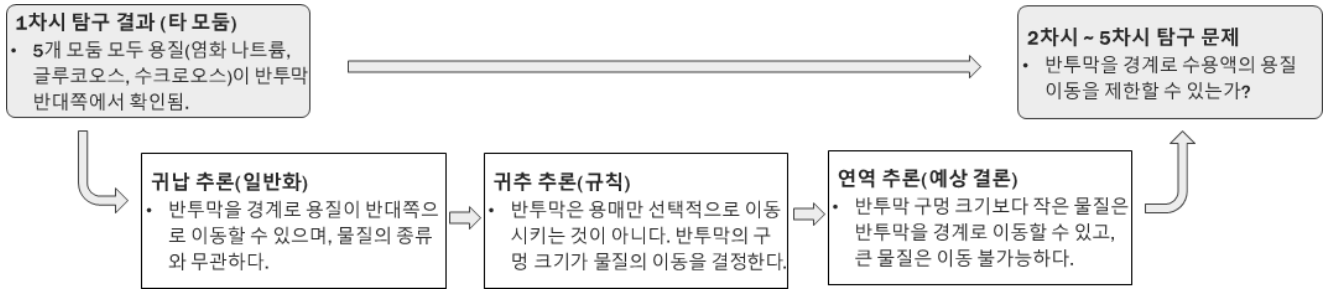 1차시 탐구 결과 (타 모둠)
• 5개 모둠 모두 용질(염화 나트륨,
글루코오스, 수크로오스)이 반투막
반대쪽에서 확인됨.
귀납 추론(일반화)
• 반투막을 경계로 용질이 반대쪽으
로 이동할 수 있으며, 물질의 종류
와 무관하다.
귀추 추론(규칙)
• 반투막은 용매만 선택적으로 이동
시키는 것이 아니다. 반투막의 구
멍 크기가 물질의 이동을 결정한다.
연역 추론(예상 결론)
• 반투막 구멍 크기보다 작은 물질은
반투막을 경계로 이동할 수 있고,
큰 물질은 이동 불가능하다.
2차시 ~ 5차시 탐구 문제
• 반투막을 경계로 수용액의 용질
이동을 제한할 수 있는가?